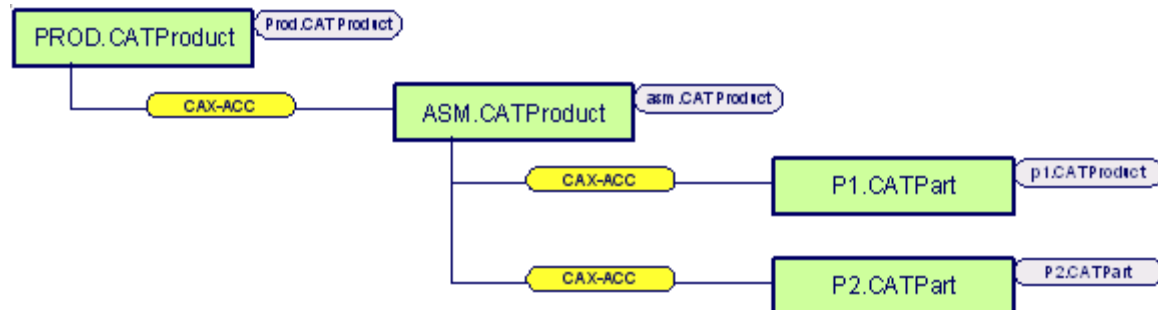 PROD.CATProduct
Prod.CATProduct
CAX-ACC
ASM.CATProduct
asm.CATProduct
CAX-ACC
P1.CATPart
p1.CATProduct
CAX-ACC
P2.CATPart
P2.CATPart